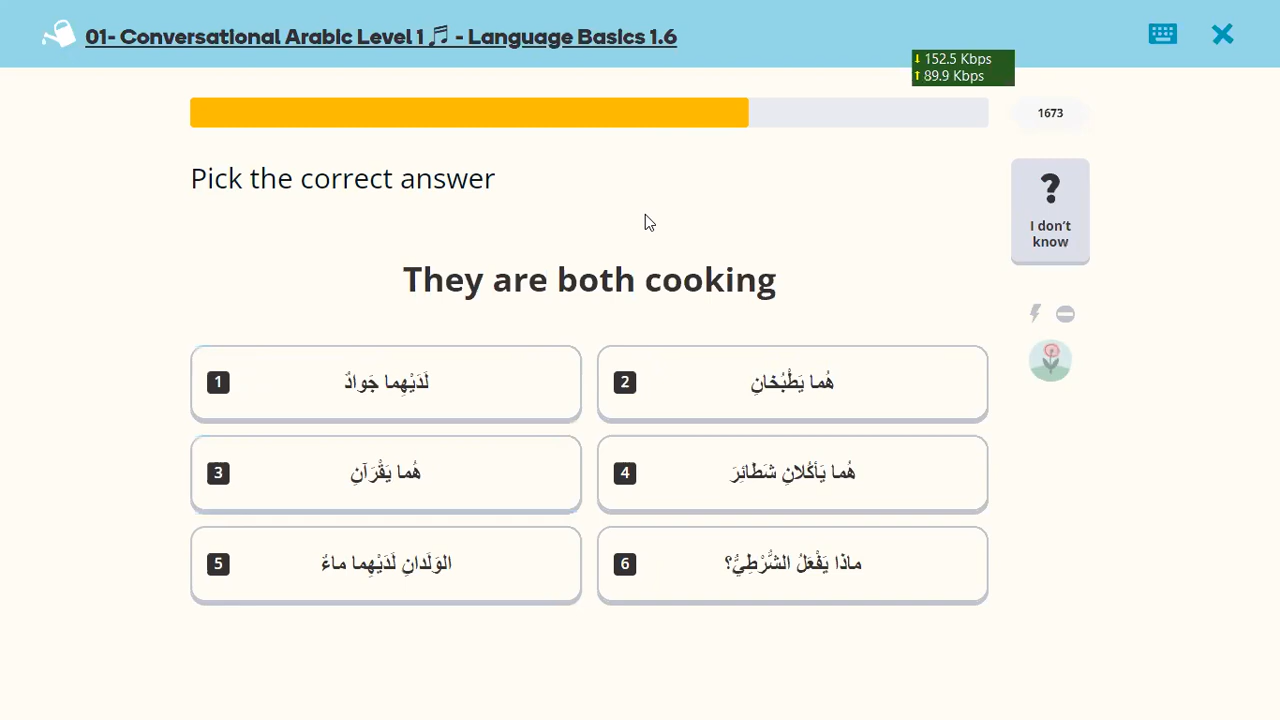 01- Conversational Arabic Level 1 🎵 - Language Basics 1.6
↓ 152.5 Kbps
↑ 89.9 Kbps
1673
Pick the correct answer
?
I don't
know
They are both cooking
1 لَدَيْهِما جَوادٌ
2 هُما يَطْبُخانِ
3 هُما يَقْرَآنِ
4 هُما يَأكُلانِ شَطائِرَ
5 الوَلَدانِ لَدَيْهِما ماءٌ
6 ماذا يَفْعَلُ الشُّرْطِيُّ؟